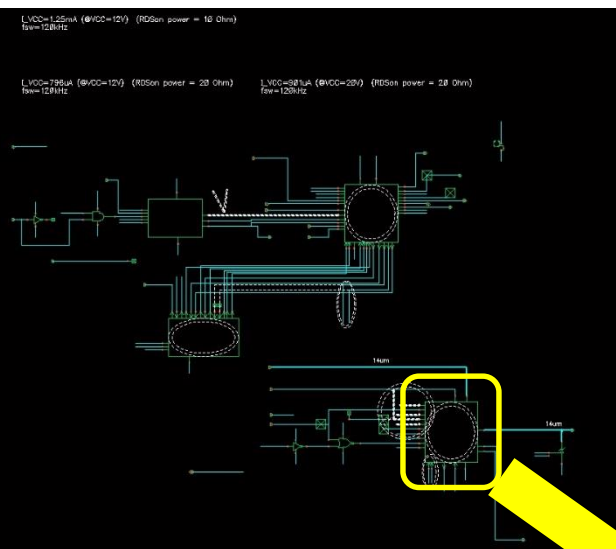 I_VCC=1.25mA (@VCC=12V) (RDSon power = 10 Ohm)
fsw=120kHz
I_VCC=796uA (@VCC=12V) (RDSon power = 20 Ohm)
fsw=120kHz
I_VCC=901uA (@VCC=20V) (RDSon power = 20 Ohm)
fsw=120kHz
14um
14um